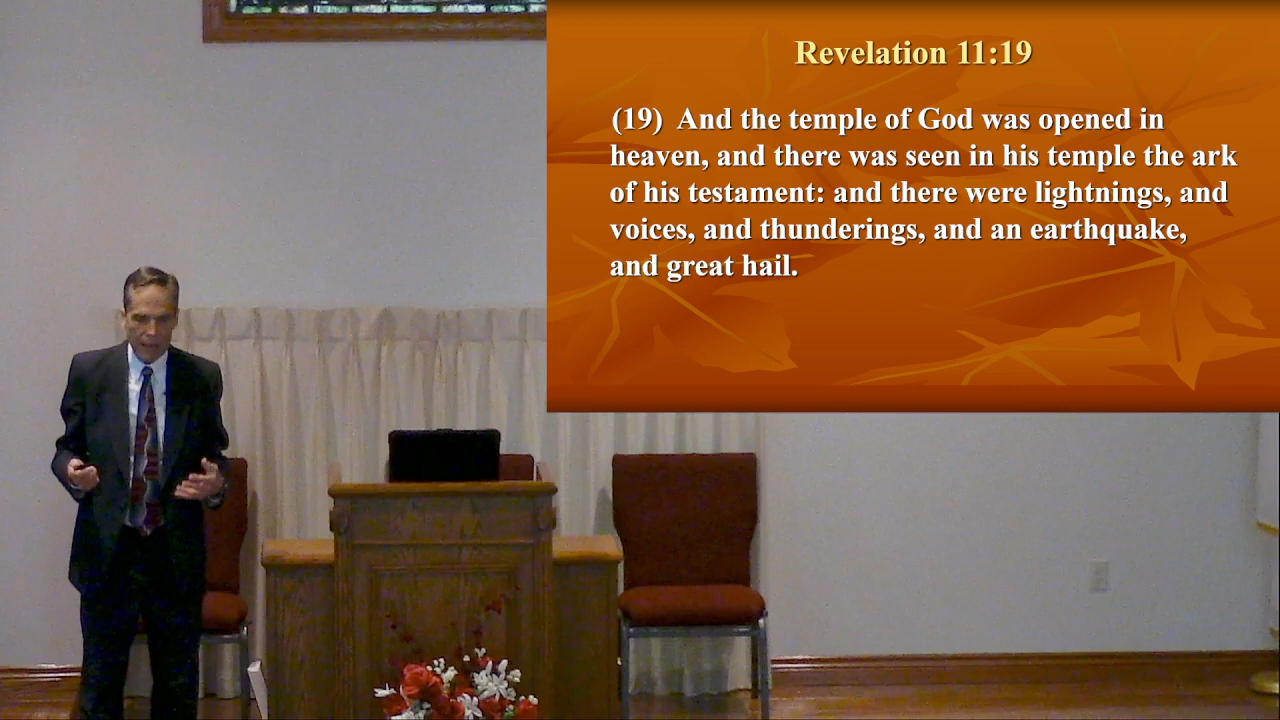 Revelation 11:19
(19) And the temple of God was opened in
heaven, and there was seen in his temple the ark
of his testament: and there were lightnings, and
voices, and thunderings, and an earthquake,
and great hail.